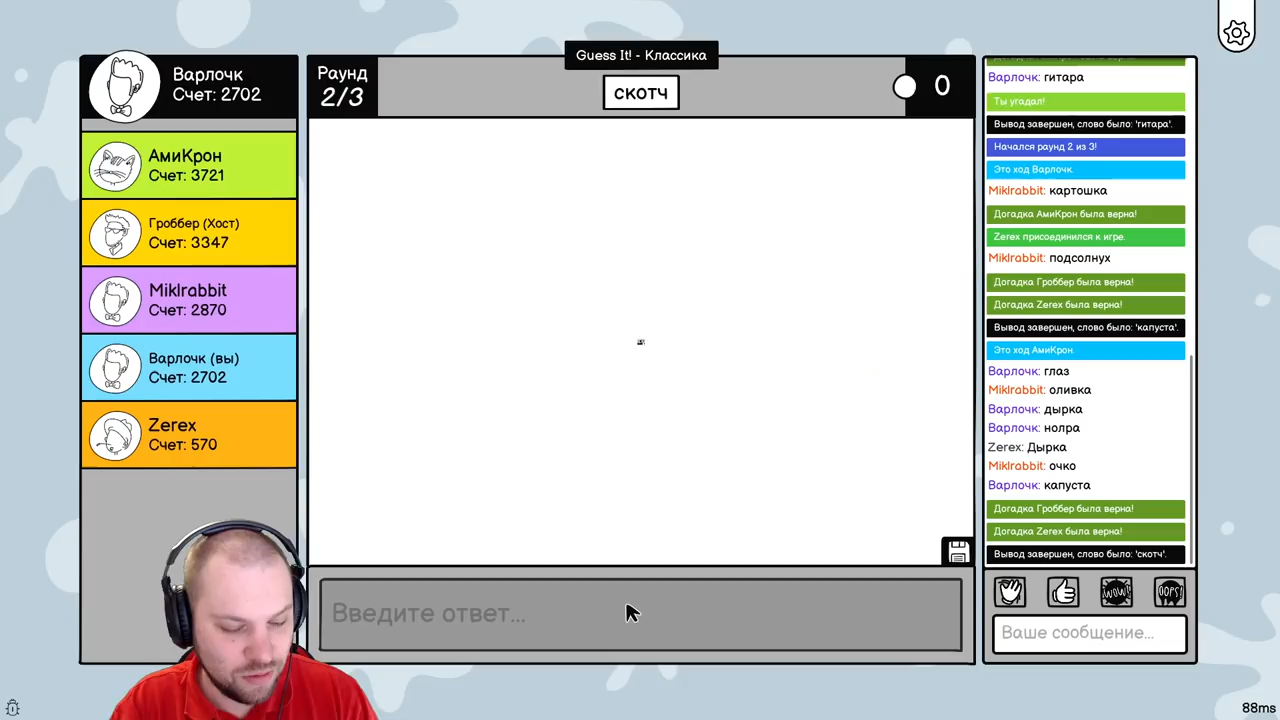 Guess It! - Классика
Варлочк
Счет: 2702
АмиКрон
Счет: 3721
Гроббер (Хост)
Счет: 3347
Miklrabbit
Счет: 2870
Варлочк (вы)
Счет: 2702
Zerex
Счет: 570
Раунд
2/3
СКОТЧ
0
Введите ответ...
Варлочк: гитара
Ты угадал!
Вывод завершен, слово было: 'гитара'.
Начался раунд 2 из 3!
Это ход Варлочк.
Miklrabbit: картошка
Догадка АмиКрон была верна!
Zerex присоединился к игре.
Miklrabbit: подсолнух
Догадка Гроббер была верна!
Догадка Zerex была верна!
Вывод завершен, слово было: 'капуста'.
Это ход АмиКрон.
Варлочк: глаз
Miklrabbit: оливка
Варлочк: дырка
Варлочк: нолра
Zerex: Дырка
Miklrabbit: очко
Варлочк: капуста
Догадка Гроббер была верна!
Догадка Zerex была верна!
Вывод завершен, слово было: 'скотч'.
WOW!
OOPS!
Ваше сообщение...
88ms